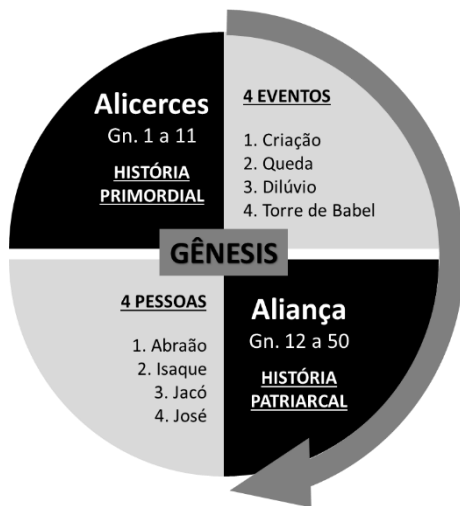 Alicerces
Gn. 1 a 11
HISTÓRIA
PRIMORDIAL
4 EVENTOS
1. Criação
2. Queda
3. Dilúvio
4. Torre de Babel
GÊNESIS
4 PESSOAS
1. Abraão
2. Isaque
3. Jacó
4. José
Aliança
Gn. 12 a 50
HISTÓRIA
PATRIARCAL